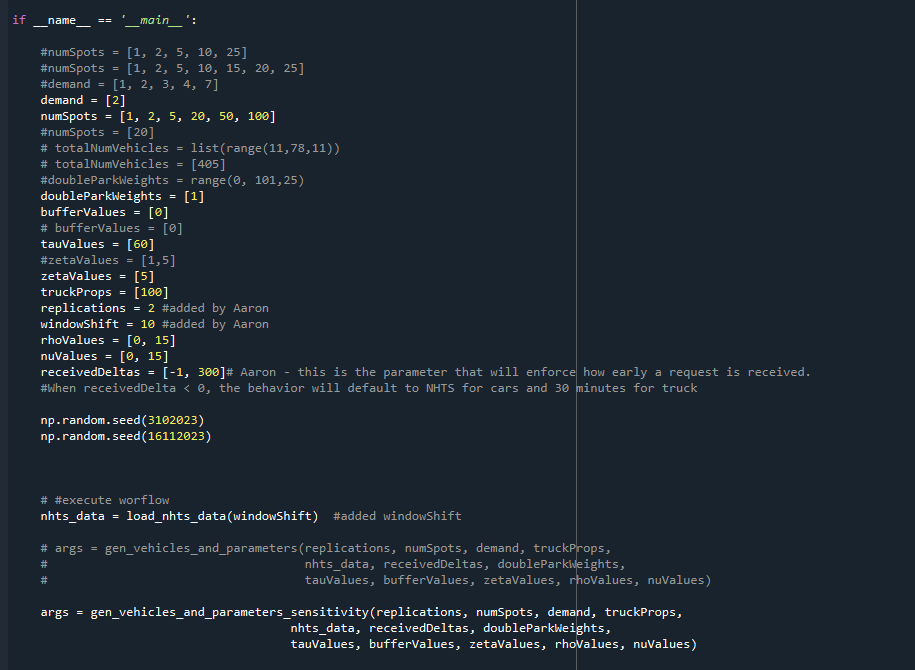 if __name__ == '__main__':
#numSpots = [1, 2, 5, 10, 25]
#numSpots = [1, 2, 5, 10, 15, 20, 25]
#demand = [1, 2, 3, 4, 7]
demand = [2]
numSpots = [1, 2, 5, 20, 50, 100]
#numSpots = [20]
# totalNumVehicles = list(range(11,78,11))
# totalNumVehicles = [405]
#doubleParkWeights = range(0, 101,25)
doubleParkWeights = [1]
bufferValues = [0]
# bufferValues = [0]
tauValues = [60]
#zetaValues = [1,5]
zetaValues = [5]
truckProps = [100]
replications = 2 #added by Aaron
windowShift = 10 #added by Aaron
rhoValues = [0, 15]
nuValues = [0, 15]
receivedDeltas = [-1, 300]# Aaron - this is the parameter that will enforce how early a request is received.
#When receivedDelta < 0, the behavior will default to NHTS for cars and 30 minutes for truck
np.random.seed(3102023)
np.random.seed(16112023)
# #execute worflow
nhts_data = load_nhts_data(windowShift)  #added windowShift
# args = gen_vehicles_and_parameters(replications, numSpots, demand, truckProps,
#                                    nhts_data, receivedDeltas, doubleParkWeights,
#                                    tauValues, bufferValues, zetaValues, rhoValues, nuValues)
args = gen_vehicles_and_parameters_sensitivity(replications, numSpots, demand, truckProps,
nhts_data, receivedDeltas, doubleParkWeights,
tauValues, bufferValues, zetaValues, rhoValues, nuValues)